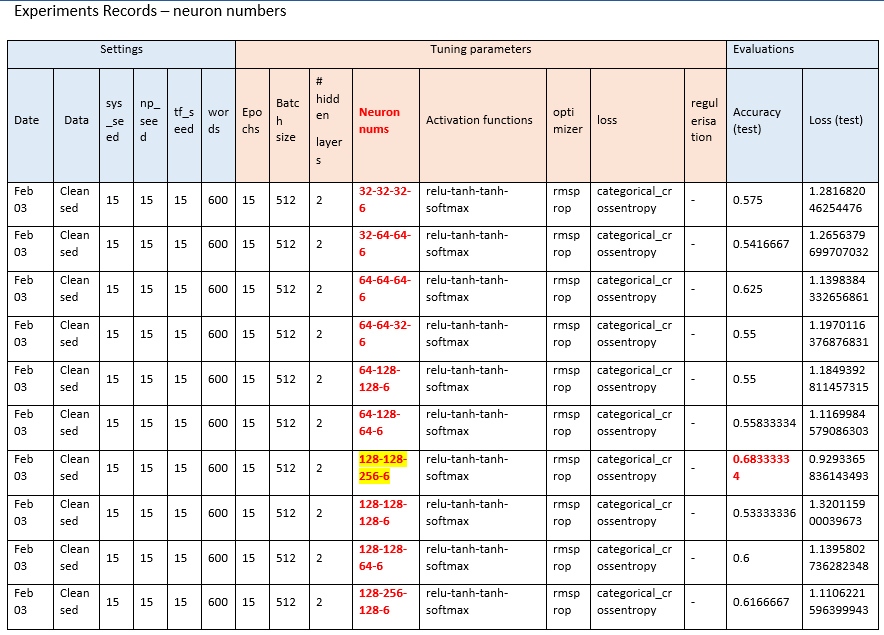 Experiments Records – neuron numbers
Settings Tuning parameters Evaluations
Date Data sys_seed np_seed tf_seed words Epochs Batch size # hidden layers Neuron nums Activation functions optimizer loss regularisation Accuracy (test) Loss (test)
Feb 03 Cleansed 15 15 15 600 15 512 2 32-32-32-6 relu-tanh-tanh-softmax rmsprop categorical_crossentropy - 0.575 1.281682046254476
Feb 03 Cleansed 15 15 15 600 15 512 2 32-64-64-6 relu-tanh-tanh-softmax rmsprop categorical_crossentropy - 0.5416667 1.2656379699707032
Feb 03 Cleansed 15 15 15 600 15 512 2 64-64-64-6 relu-tanh-tanh-softmax rmsprop categorical_crossentropy - 0.625 1.1398384332656861
Feb 03 Cleansed 15 15 15 600 15 512 2 64-64-32-6 relu-tanh-tanh-softmax rmsprop categorical_crossentropy - 0.55 1.1970116376876831
Feb 03 Cleansed 15 15 15 600 15 512 2 64-128-128-6 relu-tanh-tanh-softmax rmsprop categorical_crossentropy - 0.55 1.1849392811457315
Feb 03 Cleansed 15 15 15 600 15 512 2 64-128-64-6 relu-tanh-tanh-softmax rmsprop categorical_crossentropy - 0.55833334 1.1169984579086303
Feb 03 Cleansed 15 15 15 600 15 512 2 128-128-256-6 relu-tanh-tanh-softmax rmsprop categorical_crossentropy - 0.68333334 0.9293365836143493
Feb 03 Cleansed 15 15 15 600 15 512 2 128-128-128-6 relu-tanh-tanh-softmax rmsprop categorical_crossentropy - 0.53333336 1.320115900039673
Feb 03 Cleansed 15 15 15 600 15 512 2 128-128-64-6 relu-tanh-tanh-softmax rmsprop categorical_crossentropy - 0.6 1.1395802736282348
Feb 03 Cleansed 15 15 15 600 15 512 2 128-256-128-6 relu-tanh-tanh-softmax rmsprop categorical_crossentropy - 0.6166667 1.1106221596399943